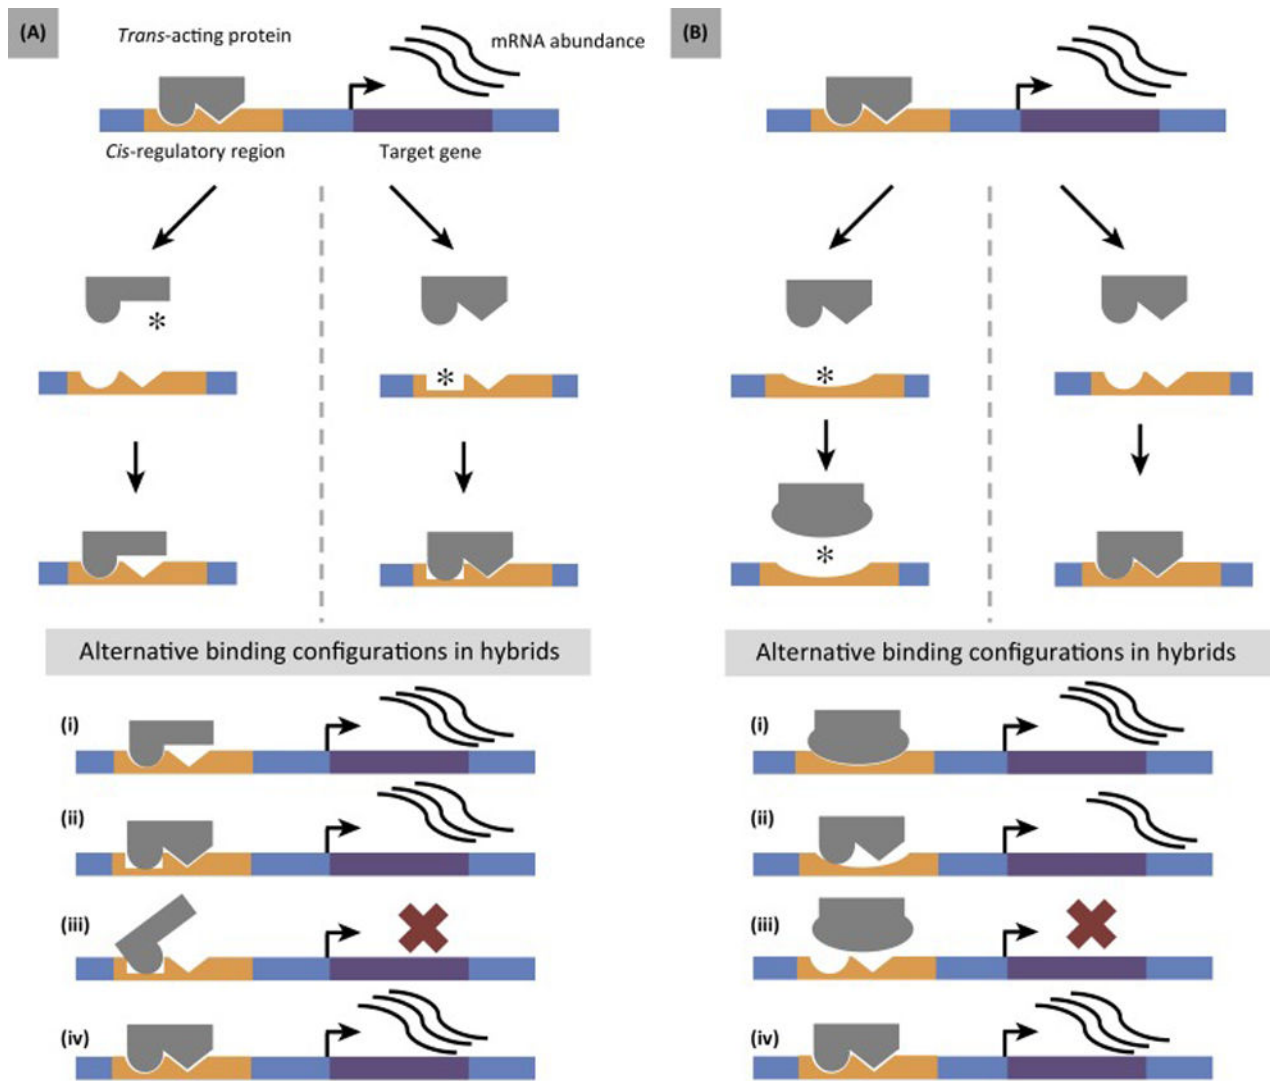 (A)
Trans-acting protein
mRNA abundance
Cis-regulatory region
Target gene
*
*
Alternative binding configurations in hybrids
(i)
(ii)
(iii)
(iv)
(B)
*
*
Alternative binding configurations in hybrids
(i)
(ii)
(iii)
(iv)